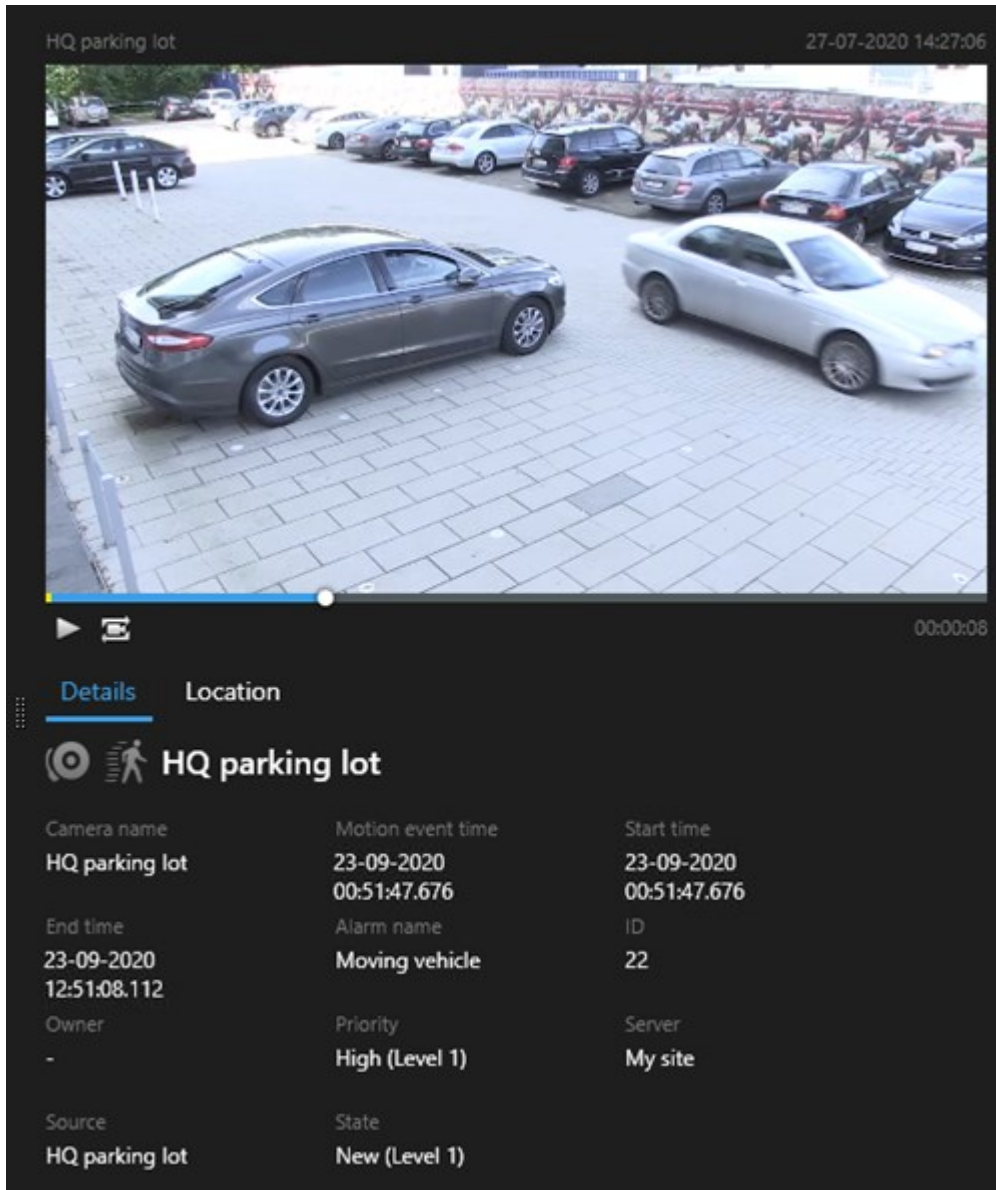 HQ parking lot 27-07-2020 14:27:06
00:00:08
Details Location
HQ parking lot
Camera name Motion event time Start time
HQ parking lot 23-09-2020 23-09-2020
00:51:47.676 00:51:47.676
End time Alarm name ID
23-09-2020 Moving vehicle 22
12:51:08.112
Owner Priority Server
- High (Level 1) My site
Source State
HQ parking lot New (Level 1)